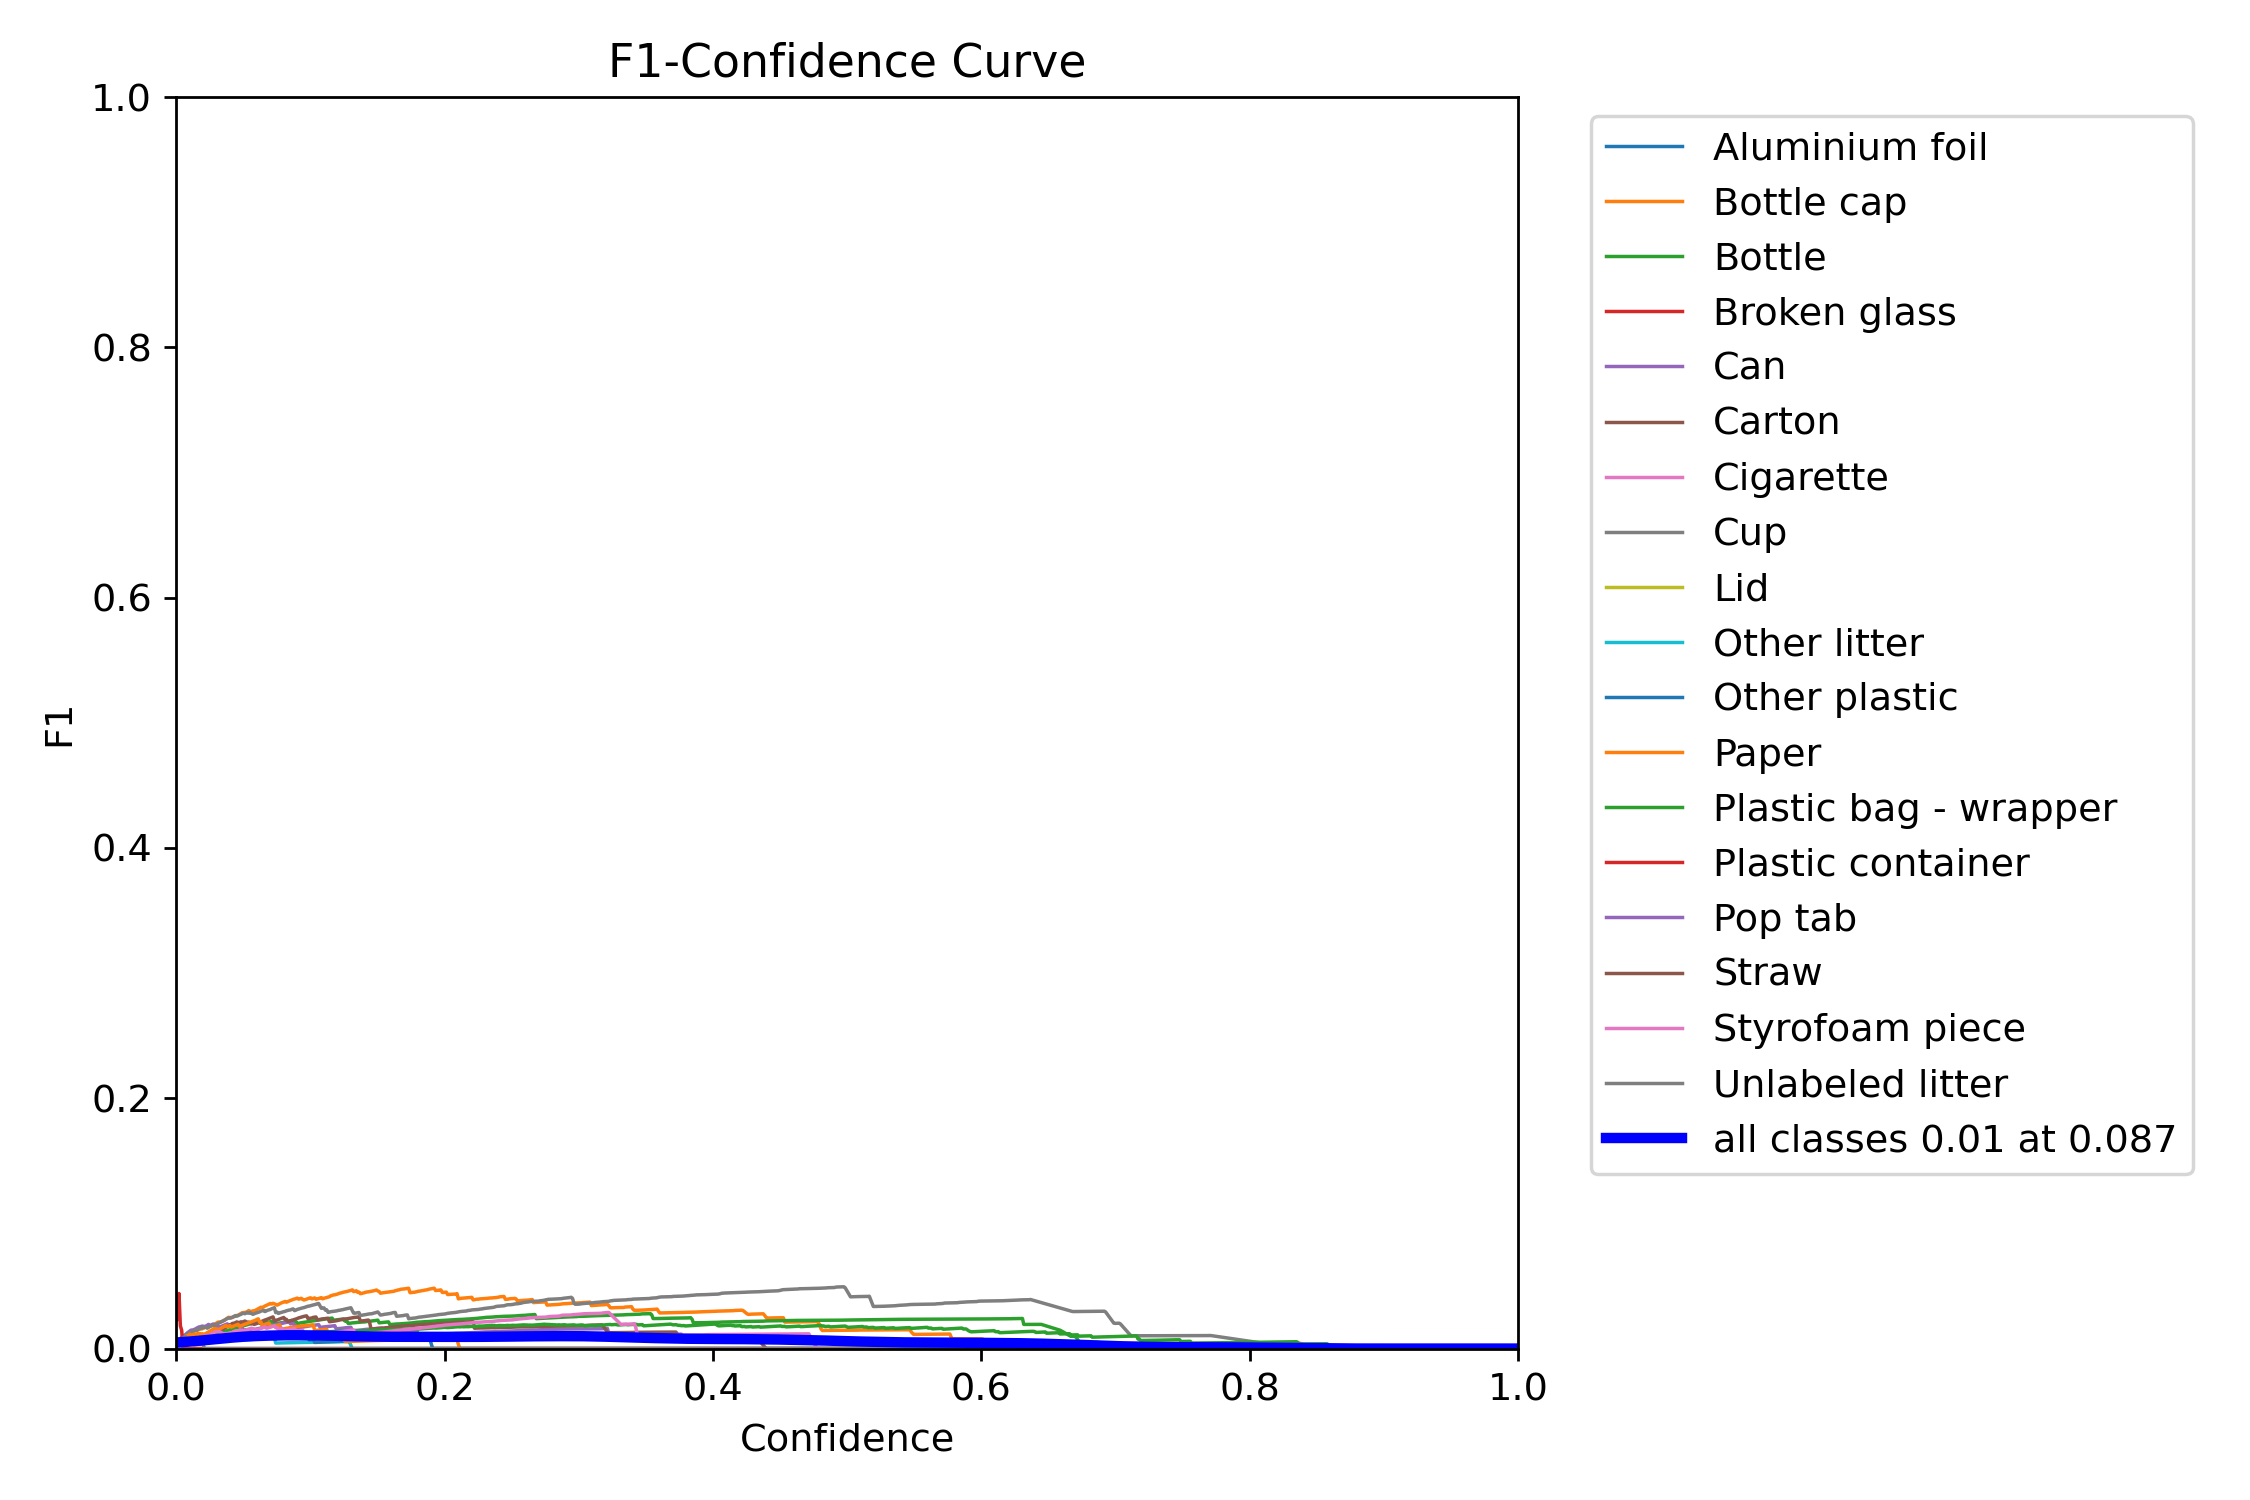 F1-Confidence Curve
1.0
0.8
0.6
0.4
0.2
0.0
F1
0.0 0.2 0.4 0.6 0.8 1.0
Confidence
Aluminium foil
Bottle cap
Bottle
Broken glass
Can
Carton
Cigarette
Cup
Lid
Other litter
Other plastic
Paper
Plastic bag - wrapper
Plastic container
Pop tab
Straw
Styrofoam piece
Unlabeled litter
all classes 0.01 at 0.087